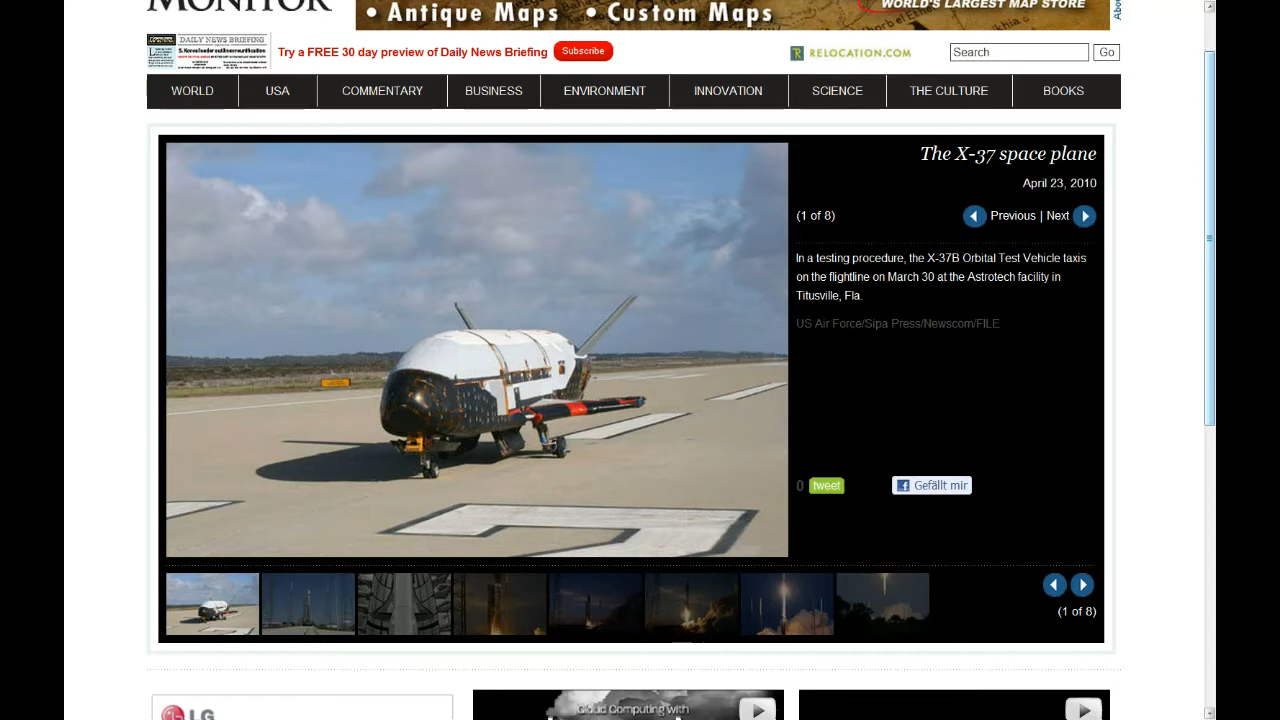 MONITOR
• Antique Maps • Custom Maps
WORLD'S LARGEST MAP STORE
DAILY NEWS BRIEFING
Try a FREE 30 day preview of Daily News Briefing
Subscribe
RELOCATION.COM
Search
Go
WORLD
USA
COMMENTARY
BUSINESS
ENVIRONMENT
INNOVATION
SCIENCE
THE CULTURE
BOOKS
The X-37 space plane
April 23, 2010
(1 of 8)
Previous | Next
In a testing procedure, the X-37B Orbital Test Vehicle taxis
on the flightline on March 30 at the Astrotech facility in
Titusville, Fla.
US Air Force/Sipa Press/Newscom/FILE
0 tweet
Gefällt mir
(1 of 8)
LG
Cloud Computing with